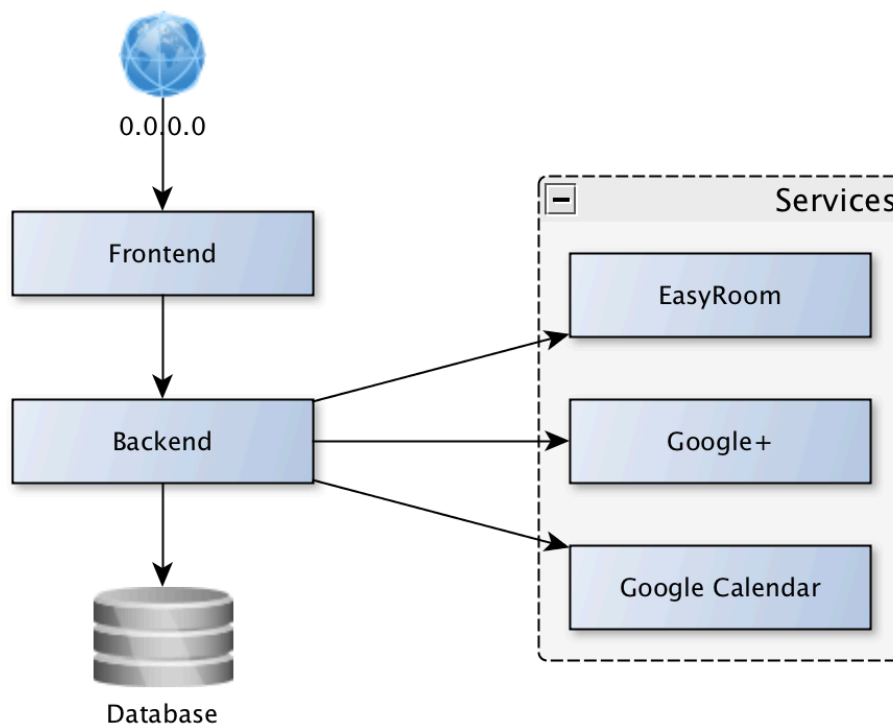 0.0.0.0
Frontend
Backend
Database
Services
EasyRoom
Google+
Google Calendar